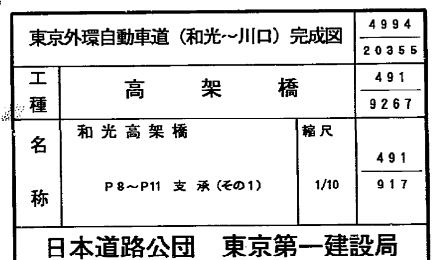 東京外環自動車道（和光～川口）完成図
4994
20355
工種
高架橋
491
9267
名称
和光高架橋
P8～P11 支承（その1）
縮尺
1/10
491
917
日本道路公団 東京第一建設局